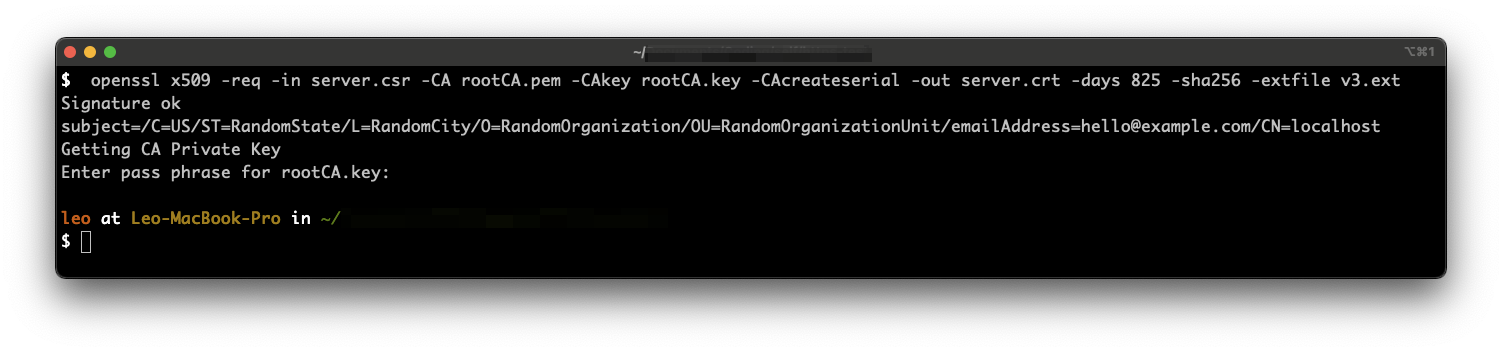 ~/
⌥⌘1
$ openssl x509 -req -in server.csr -CA rootCA.pem -CAkey rootCA.key -CAcreateserial -out server.crt -days 825 -sha256 -extfile v3.ext
Signature ok
subject=/C=US/ST=RandomState/L=RandomCity/O=RandomOrganization/OU=RandomOrganizationUnit/emailAddress=hello@example.com/CN=localhost
Getting CA Private Key
Enter pass phrase for rootCA.key:
leo at Leo-MacBook-Pro in ~/
$